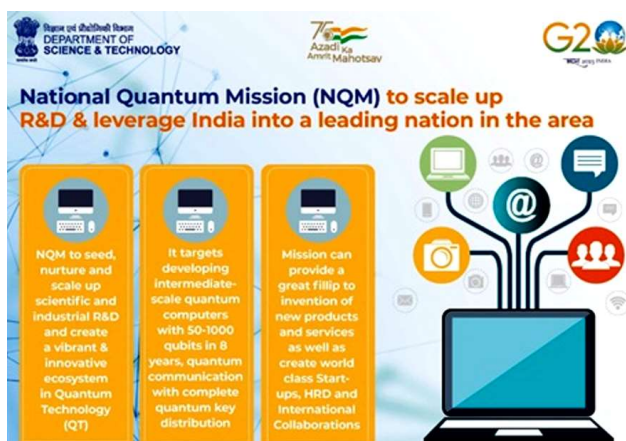 विज्ञान एवं प्रौद्योगिकी विभाग
DEPARTMENT OF
SCIENCE & TECHNOLOGY
75
Azadi Ka
Amrit Mahotsav
G20
भारत 2023 INDIA
National Quantum Mission (NQM) to scale up
R&D & leverage India into a leading nation in the area
NQM to seed,
nurture and
scale up
scientific and
industrial R&D
and create
a vibrant &
innovative
ecosystem
in Quantum
Technology
(QT)
It targets
developing
intermediate-
scale quantum
computers
with 50-1000
qubits in 8
years, quantum
communication
with complete
quantum key
distribution
Mission can
provide a
great fillip to
invention of
new products
and services
as well as
create world
class Start-
ups, HRD and
International
Collaborations
@
@